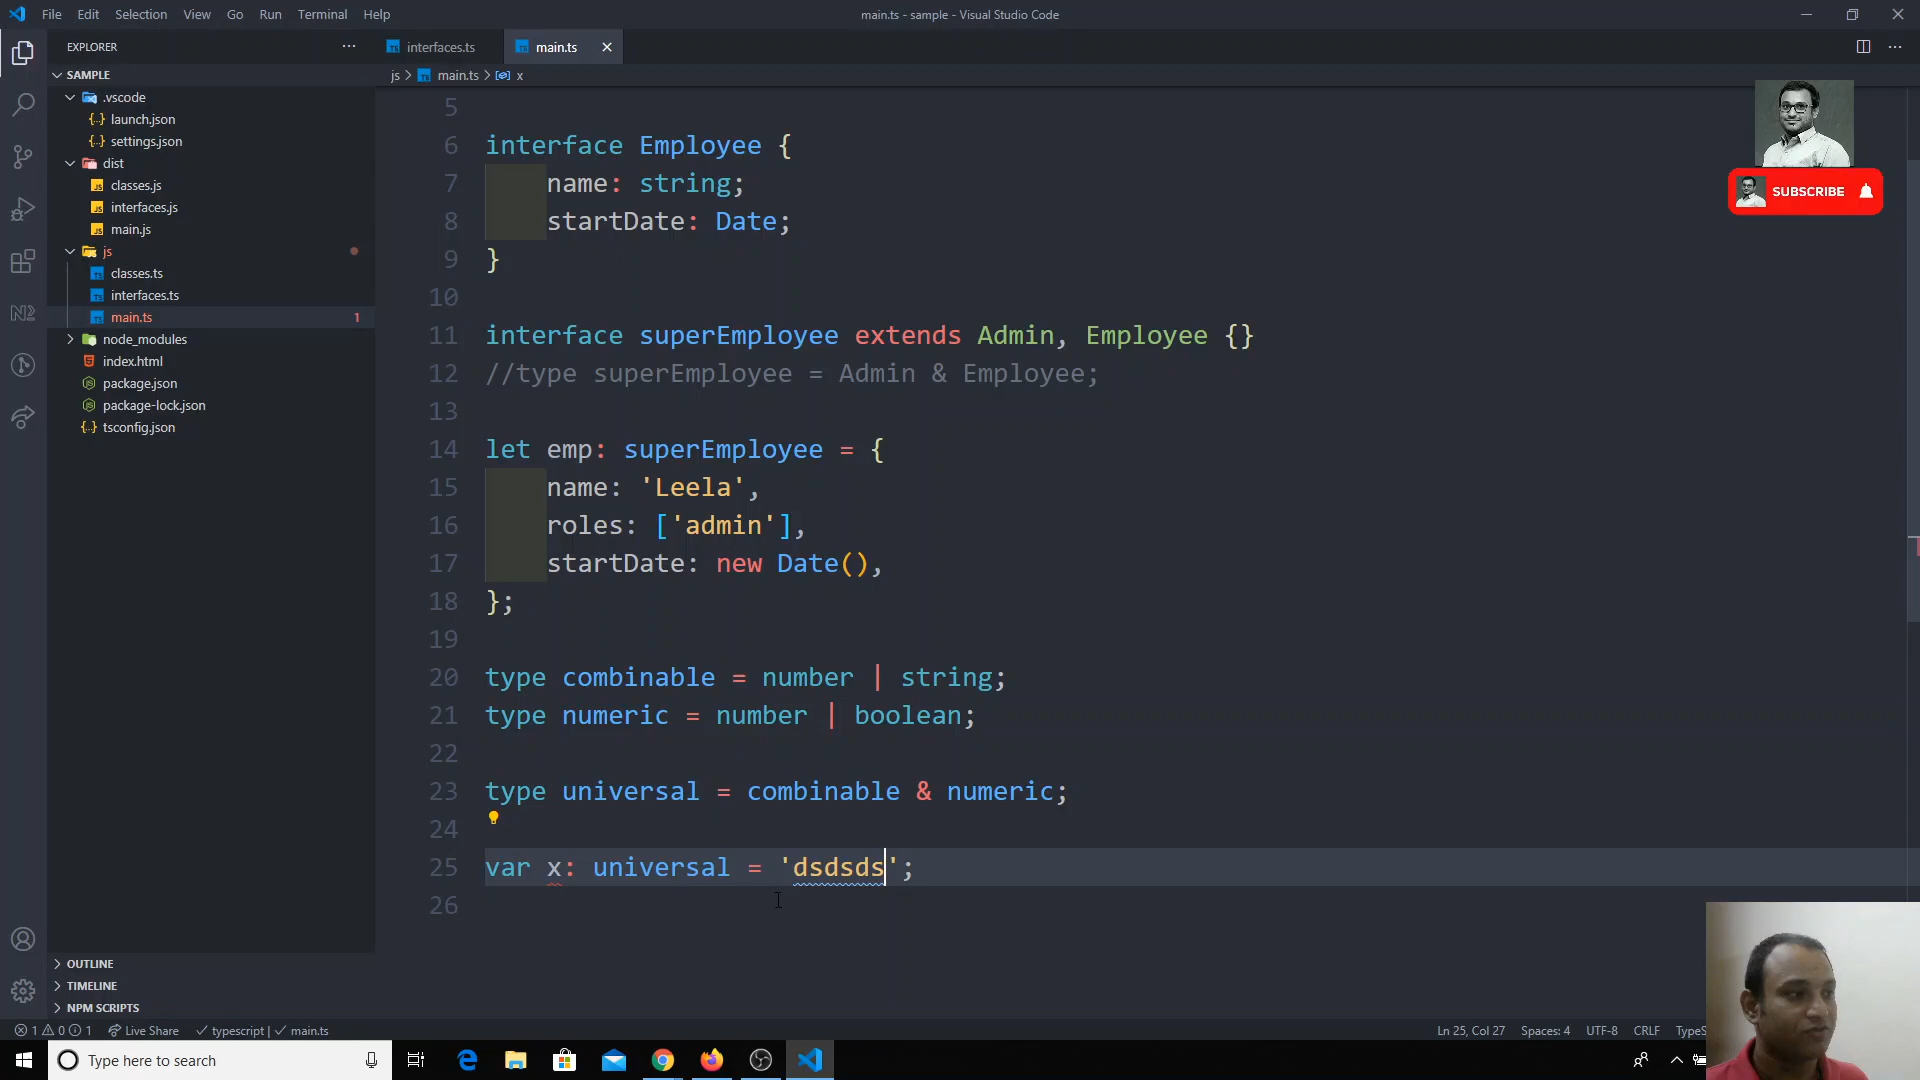 File Edit Selection View Go Run Terminal Help
main.ts - sample - Visual Studio Code
EXPLORER
interfaces.ts
main.ts
SAMPLE
js > main.ts > x
.vscode
launch.json
settings.json
dist
classes.js
interfaces.js
main.js
js
classes.ts
interfaces.ts
main.ts 1
node_modules
index.html
package.json
package-lock.json
tsconfig.json
5
6 interface Employee {
7 name: string;
8 startDate: Date;
9 }
10
11 interface superEmployee extends Admin, Employee {}
12 //type superEmployee = Admin & Employee;
13
14 let emp: superEmployee = {
15 name: 'Leela',
16 roles: ['admin'],
17 startDate: new Date(),
18 };
19
20 type combinable = number | string;
21 type numeric = number | boolean;
22
23 type universal = combinable & numeric;
24
25 var x: universal = 'dsdsds';
26
SUBSCRIBE
OUTLINE
TIMELINE
NPM SCRIPTS
1 0 1 Live Share typescript | main.ts
Ln 25, Col 27 Spaces: 4 UTF-8 CRLF TypeS
Type here to search